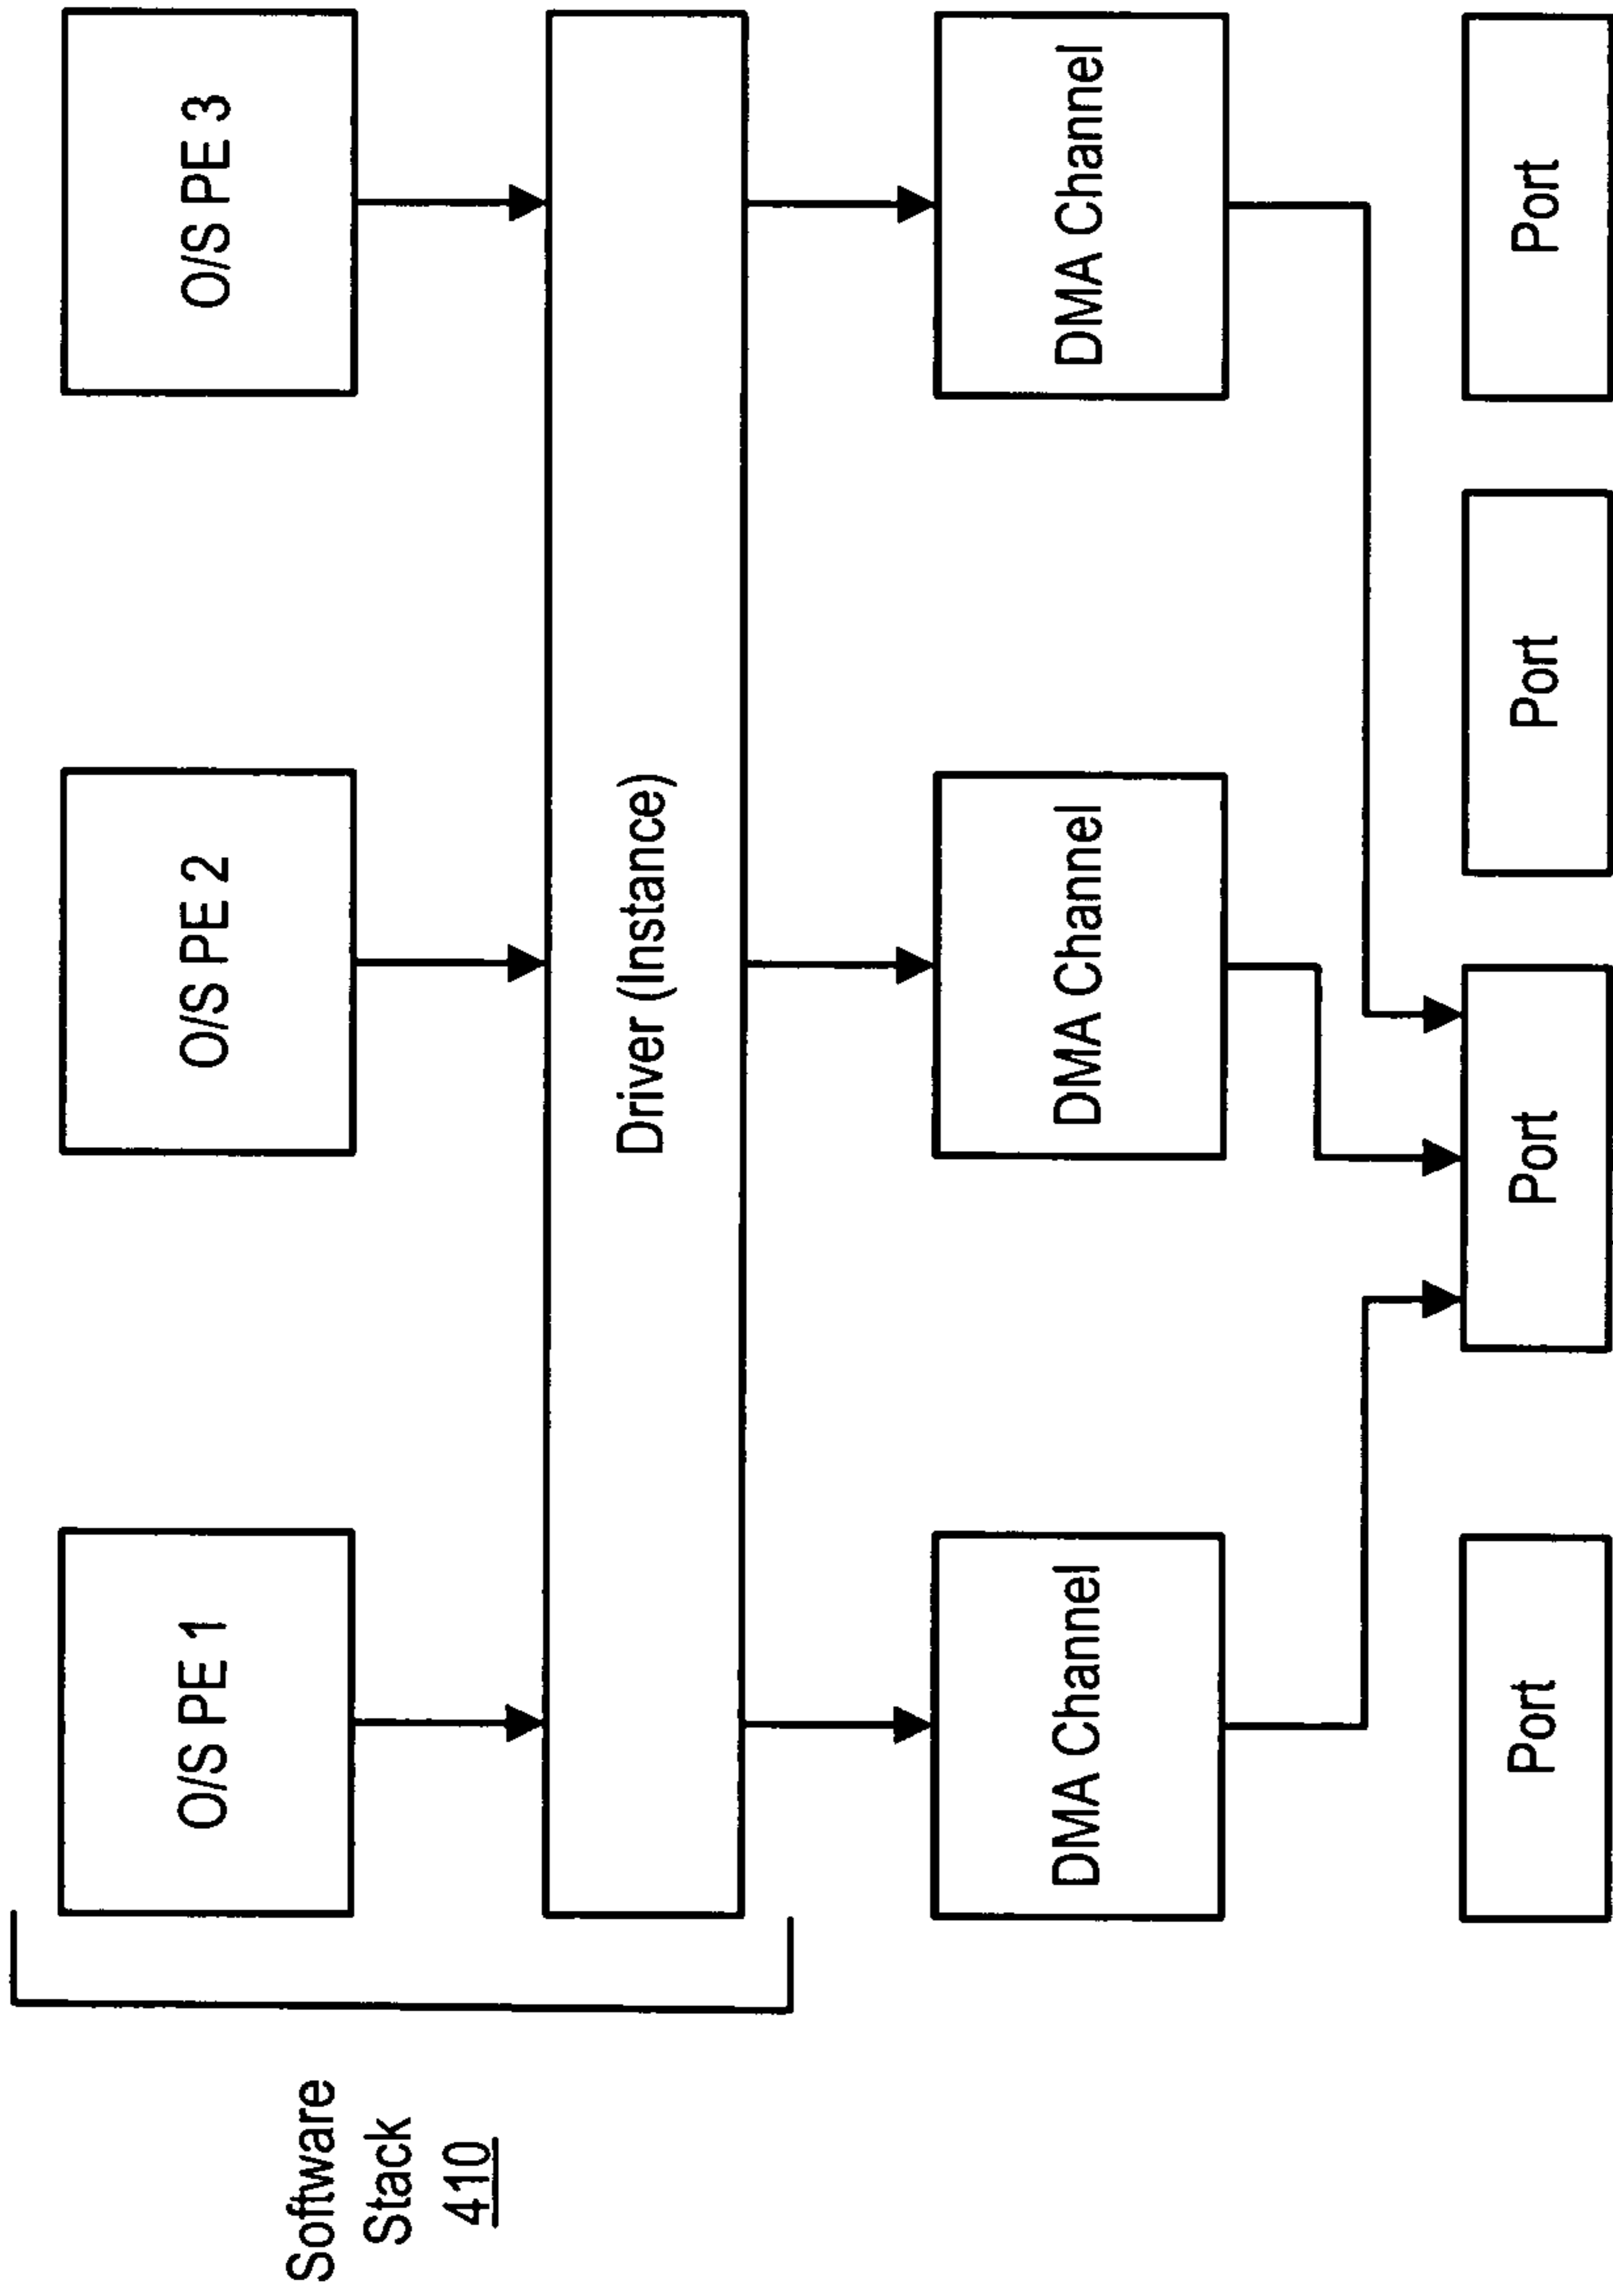 Software
Stack
410
O/S PE 1
O/S PE 2
O/S PE 3
Driver (Instance)
DMA Channel
DMA Channel
DMA Channel
Port
Port
Port
Port